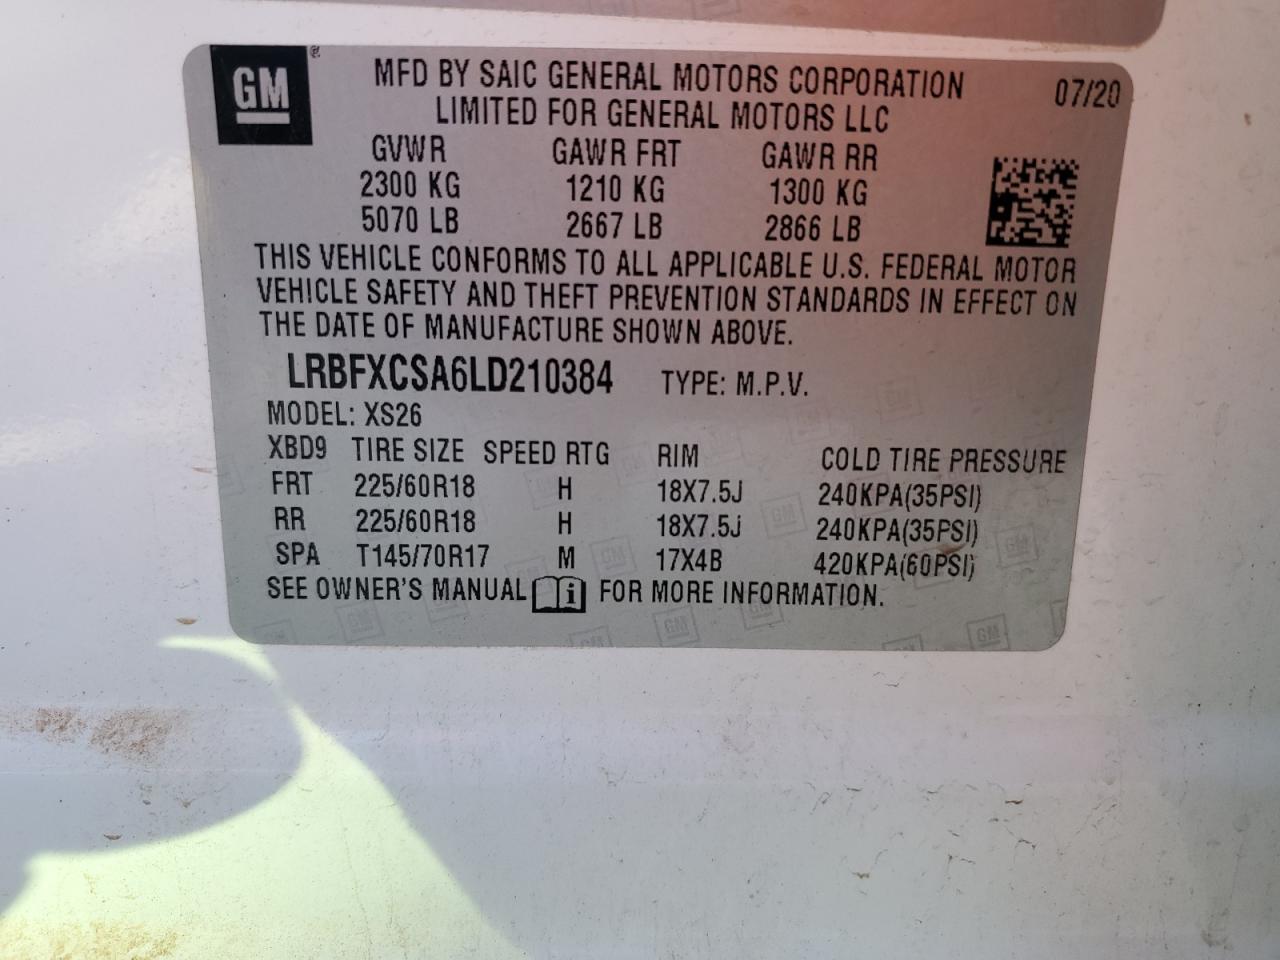 GM ®
MFD BY SAIC GENERAL MOTORS CORPORATION 07/20
LIMITED FOR GENERAL MOTORS LLC
GVWR GAWR FRT GAWR RR
2300 KG 1210 KG 1300 KG
5070 LB 2667 LB 2866 LB
THIS VEHICLE CONFORMS TO ALL APPLICABLE U.S. FEDERAL MOTOR
VEHICLE SAFETY AND THEFT PREVENTION STANDARDS IN EFFECT ON
THE DATE OF MANUFACTURE SHOWN ABOVE.
LRBFXCSA6LD210384 TYPE: M.P.V.
MODEL: XS26
XBD9 TIRE SIZE SPEED RTG RIM COLD TIRE PRESSURE
FRT 225/60R18 H 18X7.5J 240KPA(35PSI)
RR 225/60R18 H 18X7.5J 240KPA(35PSI)
SPA T145/70R17 M 17X4B 420KPA(60PSI)
SEE OWNER'S MANUAL i FOR MORE INFORMATION.